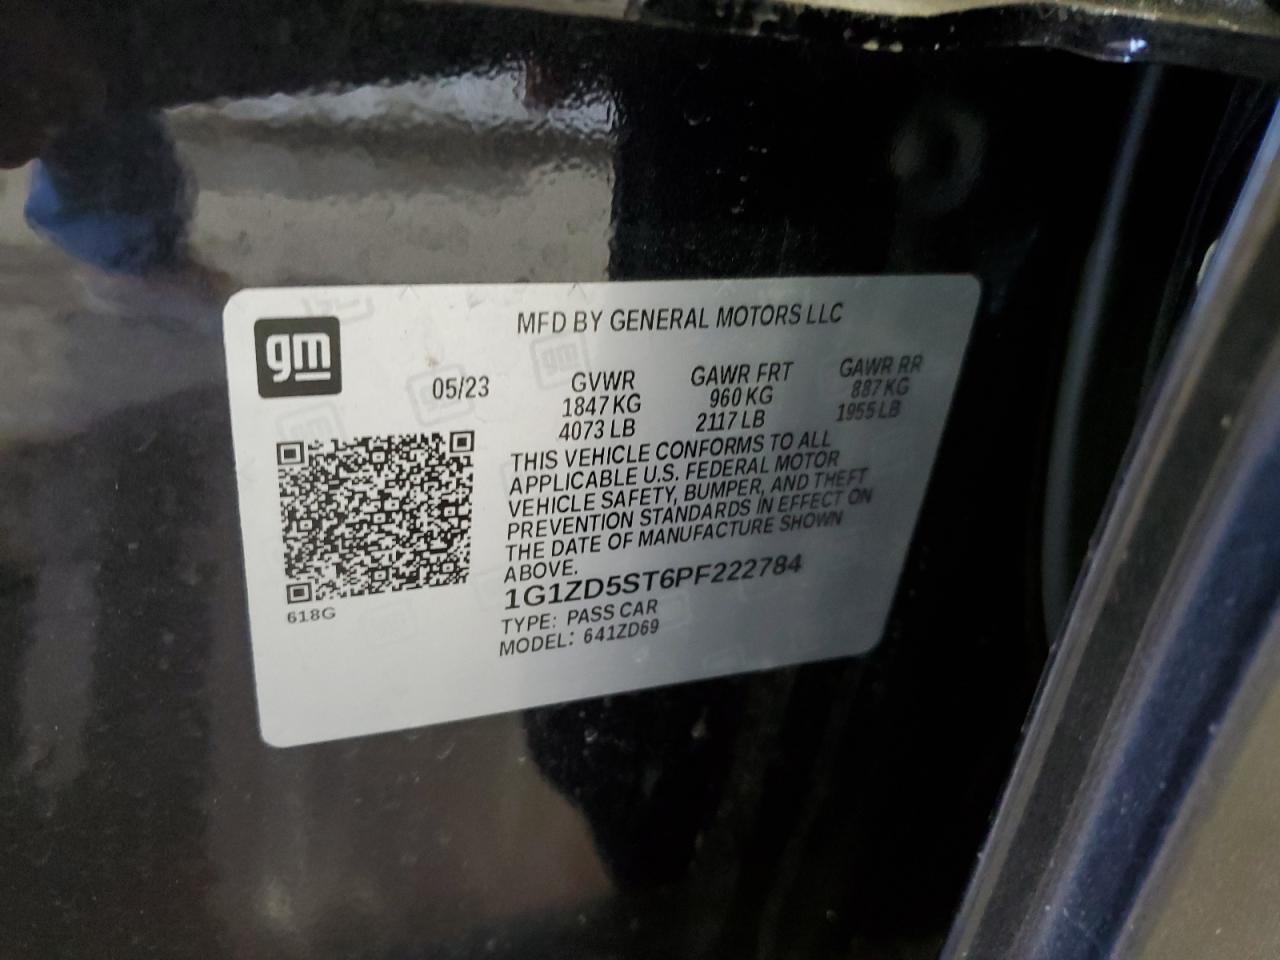 MFD BY GENERAL MOTORS LLC
gm
05/23
GVWR
1847 KG
4073 LB
GAWR FRT
960 KG
2117 LB
GAWR RR
887 KG
1955 LB
THIS VEHICLE CONFORMS TO ALL
APPLICABLE U.S. FEDERAL MOTOR
VEHICLE SAFETY, BUMPER, AND THEFT
PREVENTION STANDARDS IN EFFECT ON
THE DATE OF MANUFACTURE SHOWN
ABOVE.
1G1ZD5ST6PF222784
TYPE: PASS CAR
MODEL: 641ZD69
618G